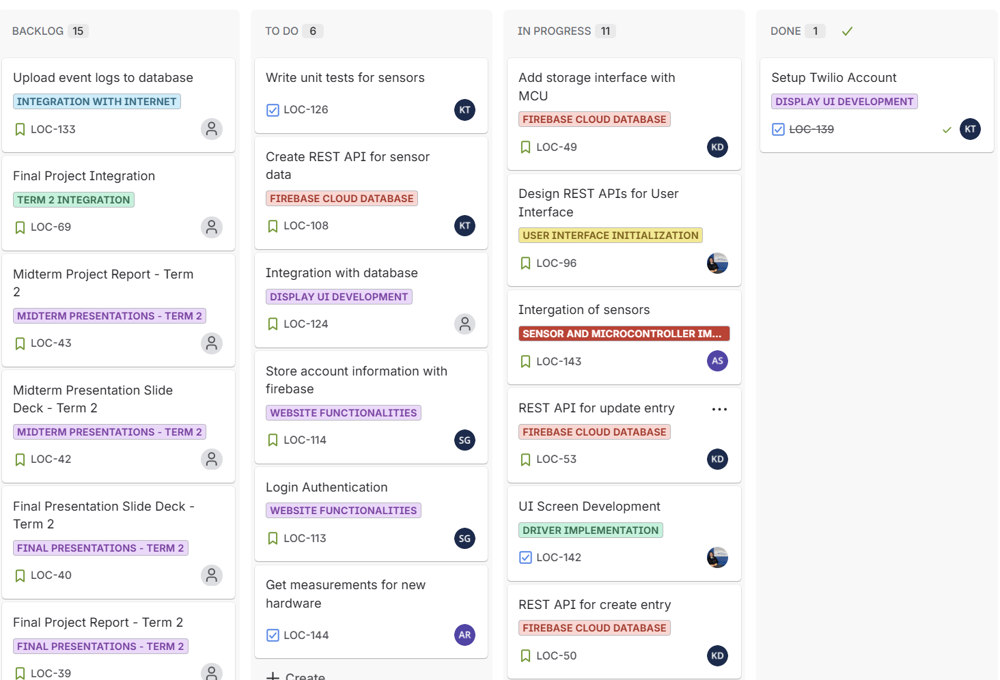 BACKLOG 15
Upload event logs to database
INTEGRATION WITH INTERNET
LOC-133
Final Project Integration
TERM 2 INTEGRATION
LOC-69
Midterm Project Report - Term
2
MIDTERM PRESENTATIONS - TERM 2
LOC-43
Midterm Presentation Slide
Deck - Term 2
MIDTERM PRESENTATIONS - TERM 2
LOC-42
Final Presentation Slide Deck -
Term 2
FINAL PRESENTATIONS - TERM 2
LOC-40
Final Project Report - Term 2
FINAL PRESENTATIONS - TERM 2
LOC-39
TO DO 6
Write unit tests for sensors
LOC-126 KT
Create REST API for sensor
data
FIREBASE CLOUD DATABASE
LOC-108 KT
Integration with database
DISPLAY UI DEVELOPMENT
LOC-124
Store account information with
firebase
WEBSITE FUNCTIONALITIES
LOC-114 SG
Login Authentication
WEBSITE FUNCTIONALITIES
LOC-113 SG
Get measurements for new
hardware
LOC-144 AR
+ Create
IN PROGRESS 11
Add storage interface with
MCU
FIREBASE CLOUD DATABASE
LOC-49 KD
Design REST APIs for User
Interface
USER INTERFACE INITIALIZATION
LOC-96
Intergation of sensors
SENSOR AND MICROCONTROLLER IM...
LOC-143 AS
REST API for update entry
FIREBASE CLOUD DATABASE
LOC-53 KD
UI Screen Development
DRIVER IMPLEMENTATION
LOC-142
REST API for create entry
FIREBASE CLOUD DATABASE
LOC-50 KD
DONE 1
Setup Twilio Account
DISPLAY UI DEVELOPMENT
LOC-139 KT